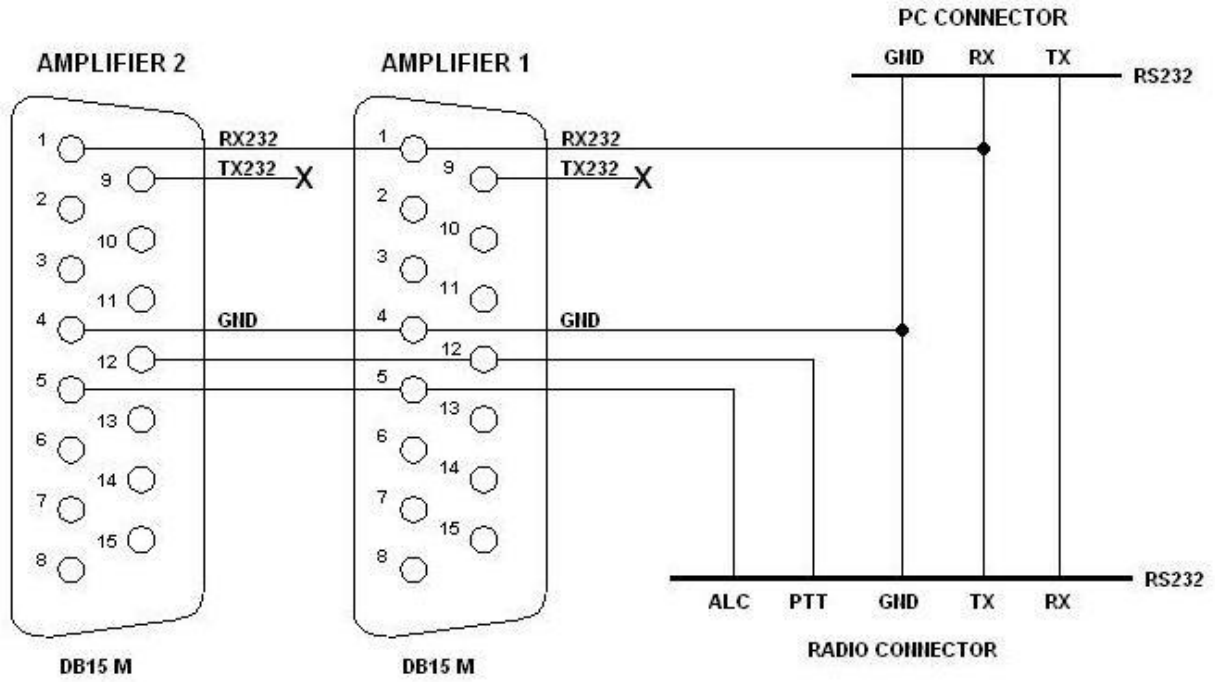 PC CONNECTOR
GND RX TX
RS232
AMPLIFIER 2
AMPLIFIER 1
1 RX232
9 TX232 X
2
10
3
11
4 GND
12
5
13
6
14
7
15
8
DB15 M
1 RX232
9 TX232 X
2
10
3
11
4 GND
12
5
13
6
14
7
15
8
DB15 M
RS232
ALC PTT GND TX RX
RADIO CONNECTOR